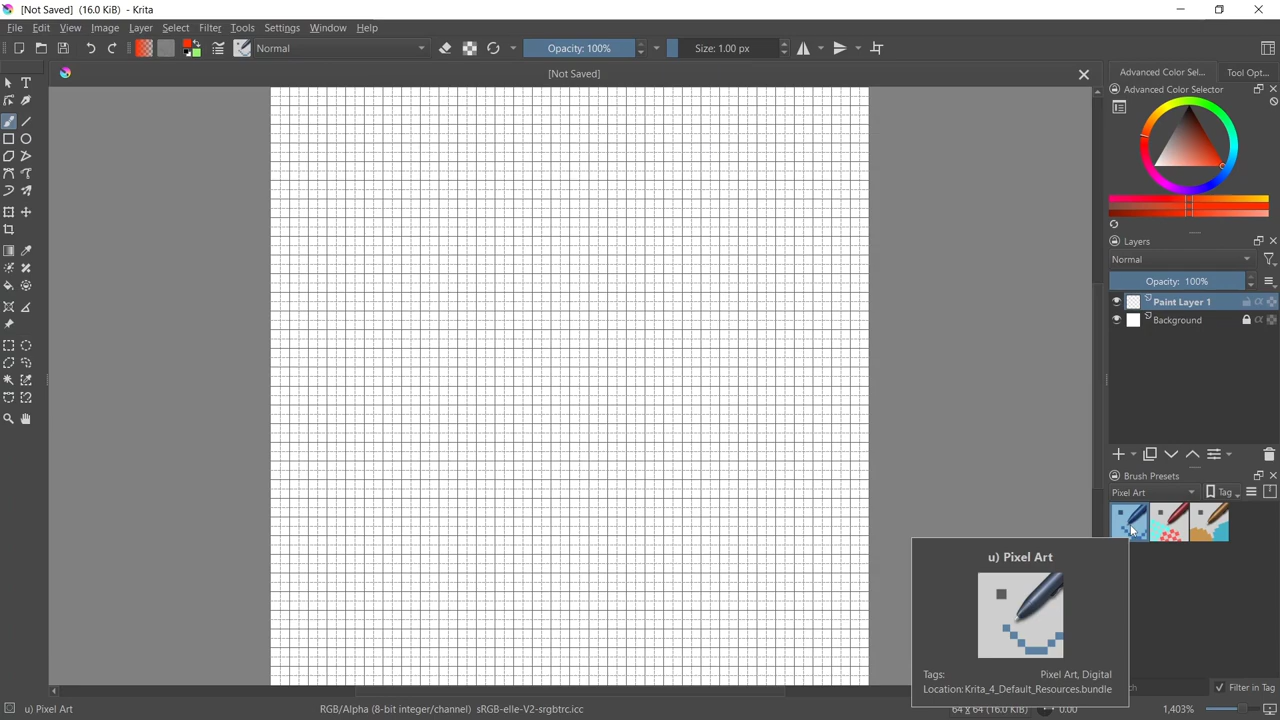 [Not Saved] (16.0 KiB) - Krita
File Edit View Image Layer Select Filter Tools Settings Window Help
Normal Opacity: 100% Size: 1.00 px
[Not Saved]
Advanced Color Sel... Tool Opt...
Advanced Color Selector
Layers
Normal
Opacity: 100%
Paint Layer 1
Background
Brush Presets
Pixel Art Tag
u) Pixel Art
Tags: Pixel Art, Digital
Location: Krita_4_Default_Resources.bundle
Filter in Tag
u) Pixel Art RGB/Alpha (8-bit integer/channel) sRGB-elle-V2-srgbtrc.icc 64 x 64 (16.0 KiB) 0.00 1,403%